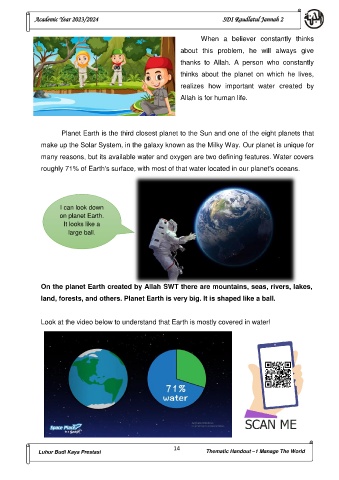 Academic Year 2023/2024 SDI Raudlatul Jannah 2
When a believer constantly thinks
about this problem, he will always give
thanks to Allah. A person who constantly
thinks about the planet on which he lives,
realizes how important water created by
Allah is for human life.
Planet Earth is the third closest planet to the Sun and one of the eight planets that
make up the Solar System, in the galaxy known as the Milky Way. Our planet is unique for
many reasons, but its available water and oxygen are two defining features. Water covers
roughly 71% of Earth's surface, with most of that water located in our planet's oceans.
I can look down
on planet Earth.
It looks like a
large ball.
On the planet Earth created by Allah SWT there are mountains, seas, rivers, lakes,
land, forests, and others. Planet Earth is very big. It is shaped like a ball.
Look at the video below to understand that Earth is mostly covered in water!
71%
water
Space Place
SCAN ME
Luhur Budi Kaya Prestasi 14 Thematic Handout –1 Manage The World